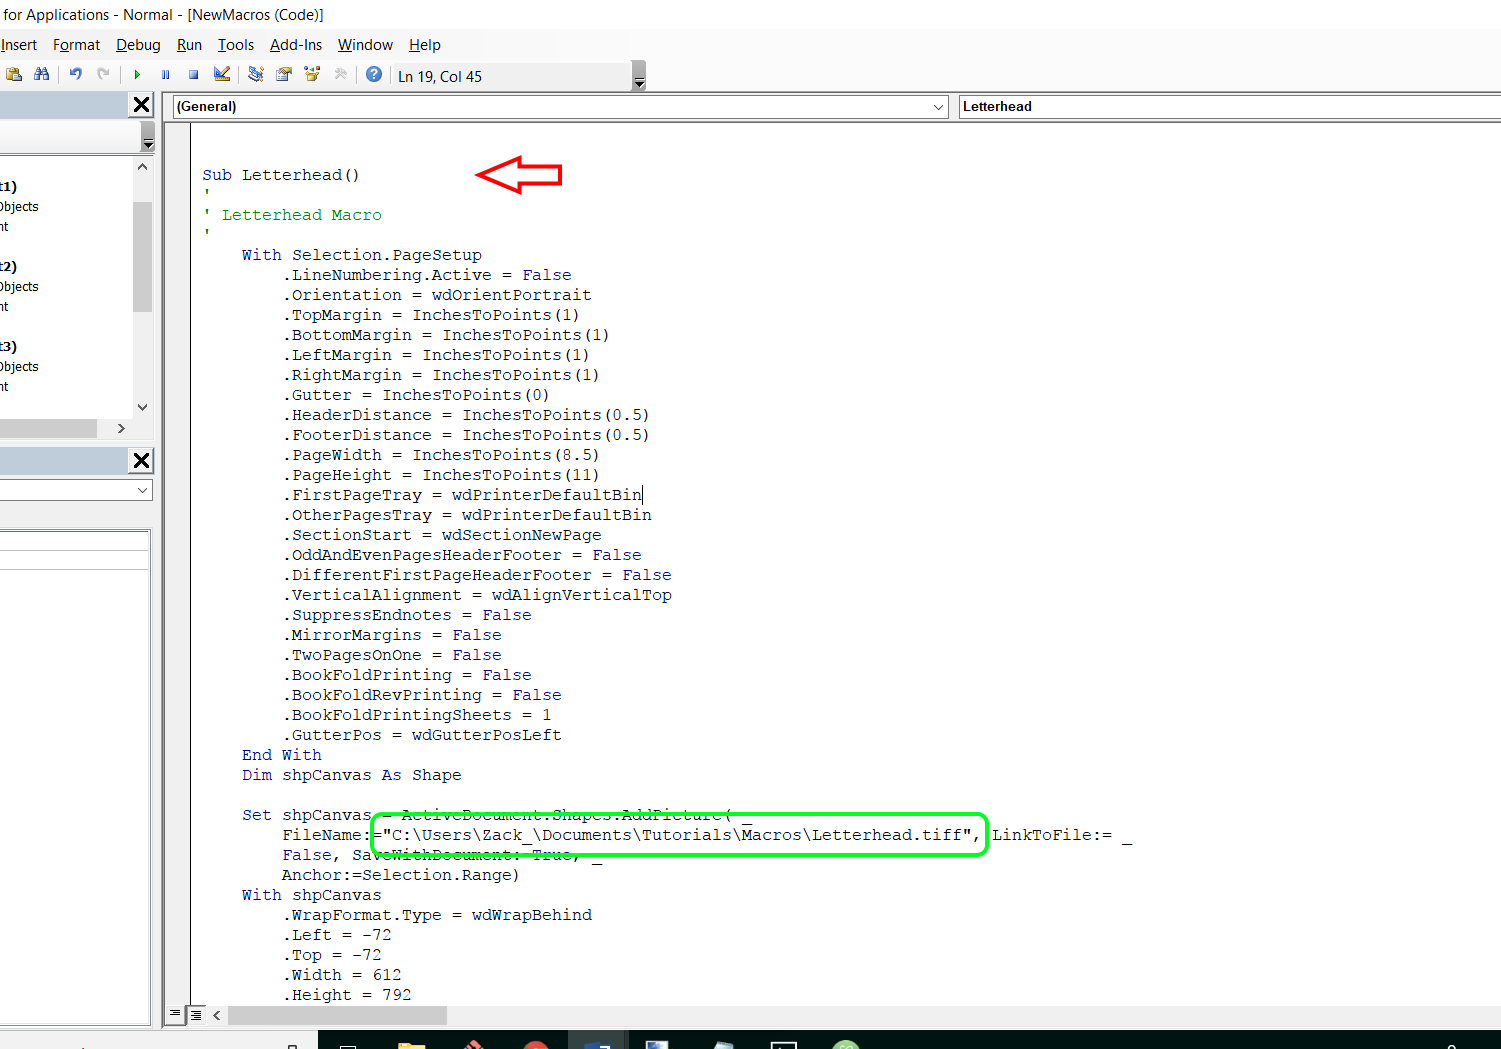 for Applications - Normal - [NewMacros (Code)]
Insert Format Debug Run Tools Add-Ins Window Help
Ln 19, Col 45
(General) Letterhead
t1)
Objects
nt
t2)
Objects
nt
t3)
Objects
nt
Sub Letterhead()
'
' Letterhead Macro
'
With Selection.PageSetup
.LineNumbering.Active = False
.Orientation = wdOrientPortrait
.TopMargin = InchesToPoints(1)
.BottomMargin = InchesToPoints(1)
.LeftMargin = InchesToPoints(1)
.RightMargin = InchesToPoints(1)
.Gutter = InchesToPoints(0)
.HeaderDistance = InchesToPoints(0.5)
.FooterDistance = InchesToPoints(0.5)
.PageWidth = InchesToPoints(8.5)
.PageHeight = InchesToPoints(11)
.FirstPageTray = wdPrinterDefaultBin
.OtherPagesTray = wdPrinterDefaultBin
.SectionStart = wdSectionNewPage
.OddAndEvenPagesHeaderFooter = False
.DifferentFirstPageHeaderFooter = False
.VerticalAlignment = wdAlignVerticalTop
.SuppressEndnotes = False
.MirrorMargins = False
.TwoPagesOnOne = False
.BookFoldPrinting = False
.BookFoldRevPrinting = False
.BookFoldPrintingSheets = 1
.GutterPos = wdGutterPosLeft
End With
Dim shpCanvas As Shape
Set shpCanvas = ActiveDocument.Shapes.AddPicture( _
FileName:="C:\Users\Zack_\Documents\Tutorials\Macros\Letterhead.tiff", LinkToFile:= _
False, SaveWithDocument:=True, _
Anchor:=Selection.Range)
With shpCanvas
.WrapFormat.Type = wdWrapBehind
.Left = -72
.Top = -72
.Width = 612
.Height = 792